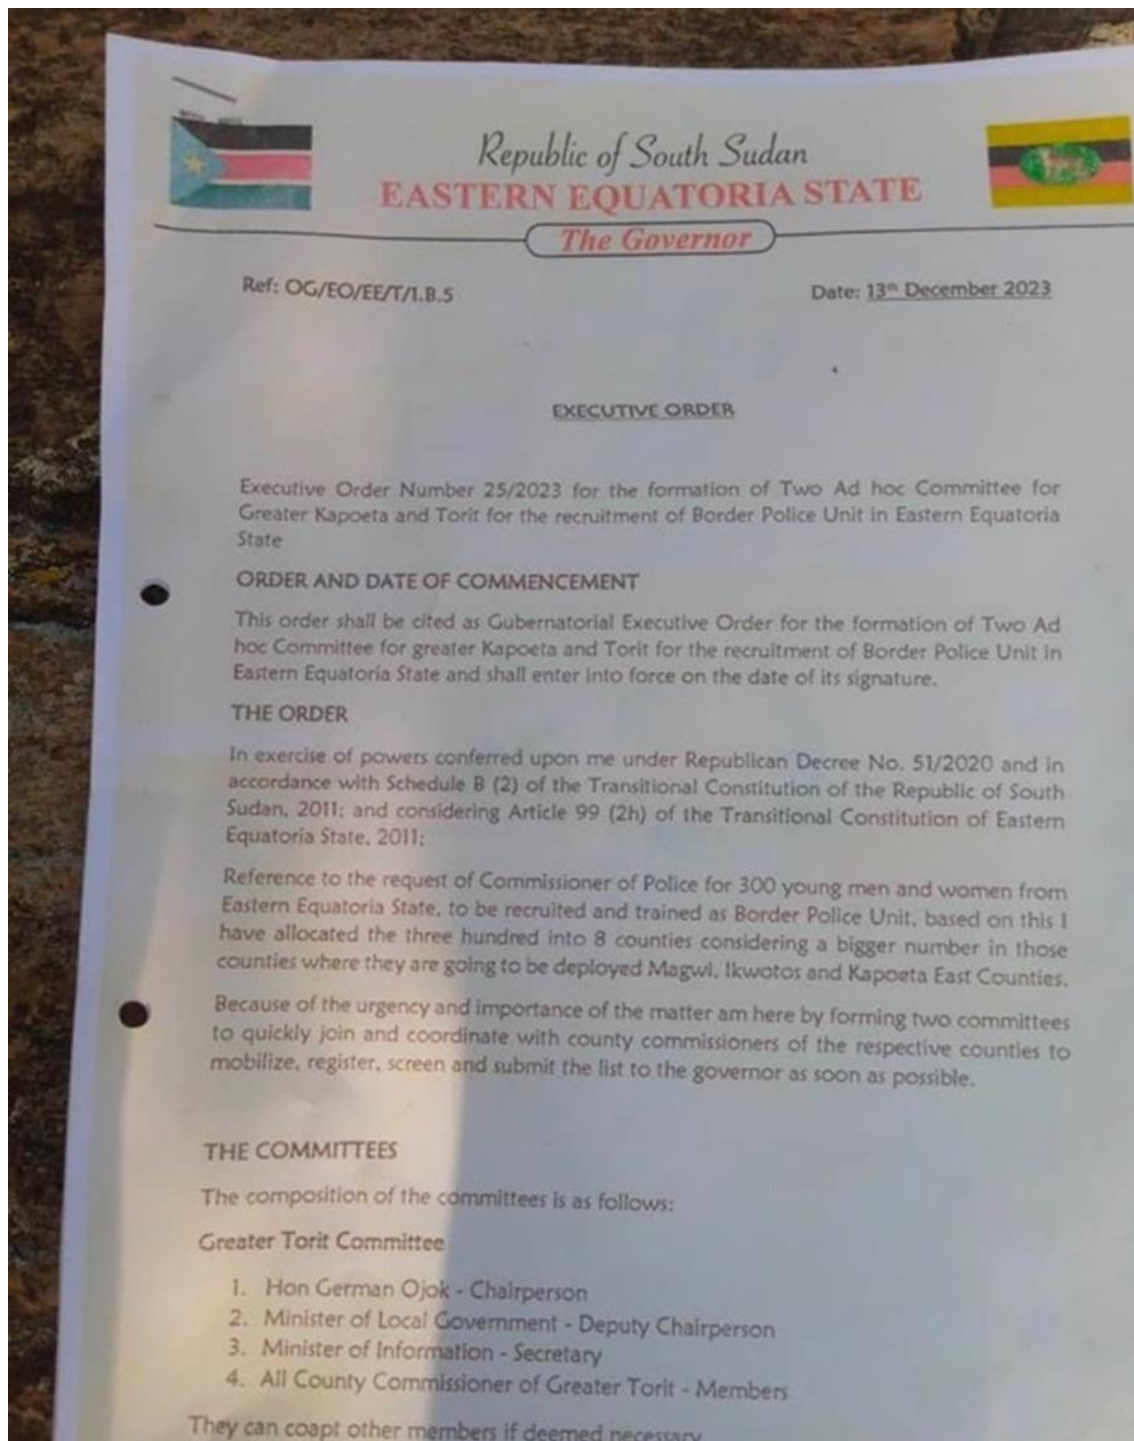 Republic of South Sudan
EASTERN EQUATORIA STATE
The Governor
Ref: OG/EO/EE/T/1.B.5
Date: 13th December 2023
EXECUTIVE ORDER
Executive Order Number 25/2023 for the formation of Two Ad hoc Committee for
Greater Kapoeta and Torit for the recruitment of Border Police Unit in Eastern Equatoria
State
ORDER AND DATE OF COMMENCEMENT
This order shall be cited as Gubernatorial Executive Order for the formation of Two Ad
hoc Committee for greater Kapoeta and Torit for the recruitment of Border Police Unit in
Eastern Equatoria State and shall enter into force on the date of its signature.
THE ORDER
In exercise of powers conferred upon me under Republican Decree No. 51/2020 and in
accordance with Schedule B (2) of the Transitional Constitution of the Republic of South
Sudan, 2011; and considering Article 99 (2h) of the Transitional Constitution of Eastern
Equatoria State, 2011;
Reference to the request of Commissioner of Police for 300 young men and women from
Eastern Equatoria State, to be recruited and trained as Border Police Unit, based on this I
have allocated the three hundred into 8 counties considering a bigger number in those
counties where they are going to be deployed Magwi, Ikwotos and Kapoeta East Counties.
Because of the urgency and importance of the matter am here by forming two committees
to quickly join and coordinate with county commissioners of the respective counties to
mobilize, register, screen and submit the list to the governor as soon as possible.
THE COMMITTEES
The composition of the committees is as follows:
Greater Torit Committee
1. Hon German Ojok - Chairperson
2. Minister of Local Government - Deputy Chairperson
3. Minister of Information - Secretary
4. All County Commissioner of Greater Torit - Members
They can coapt other members if deemed necessary